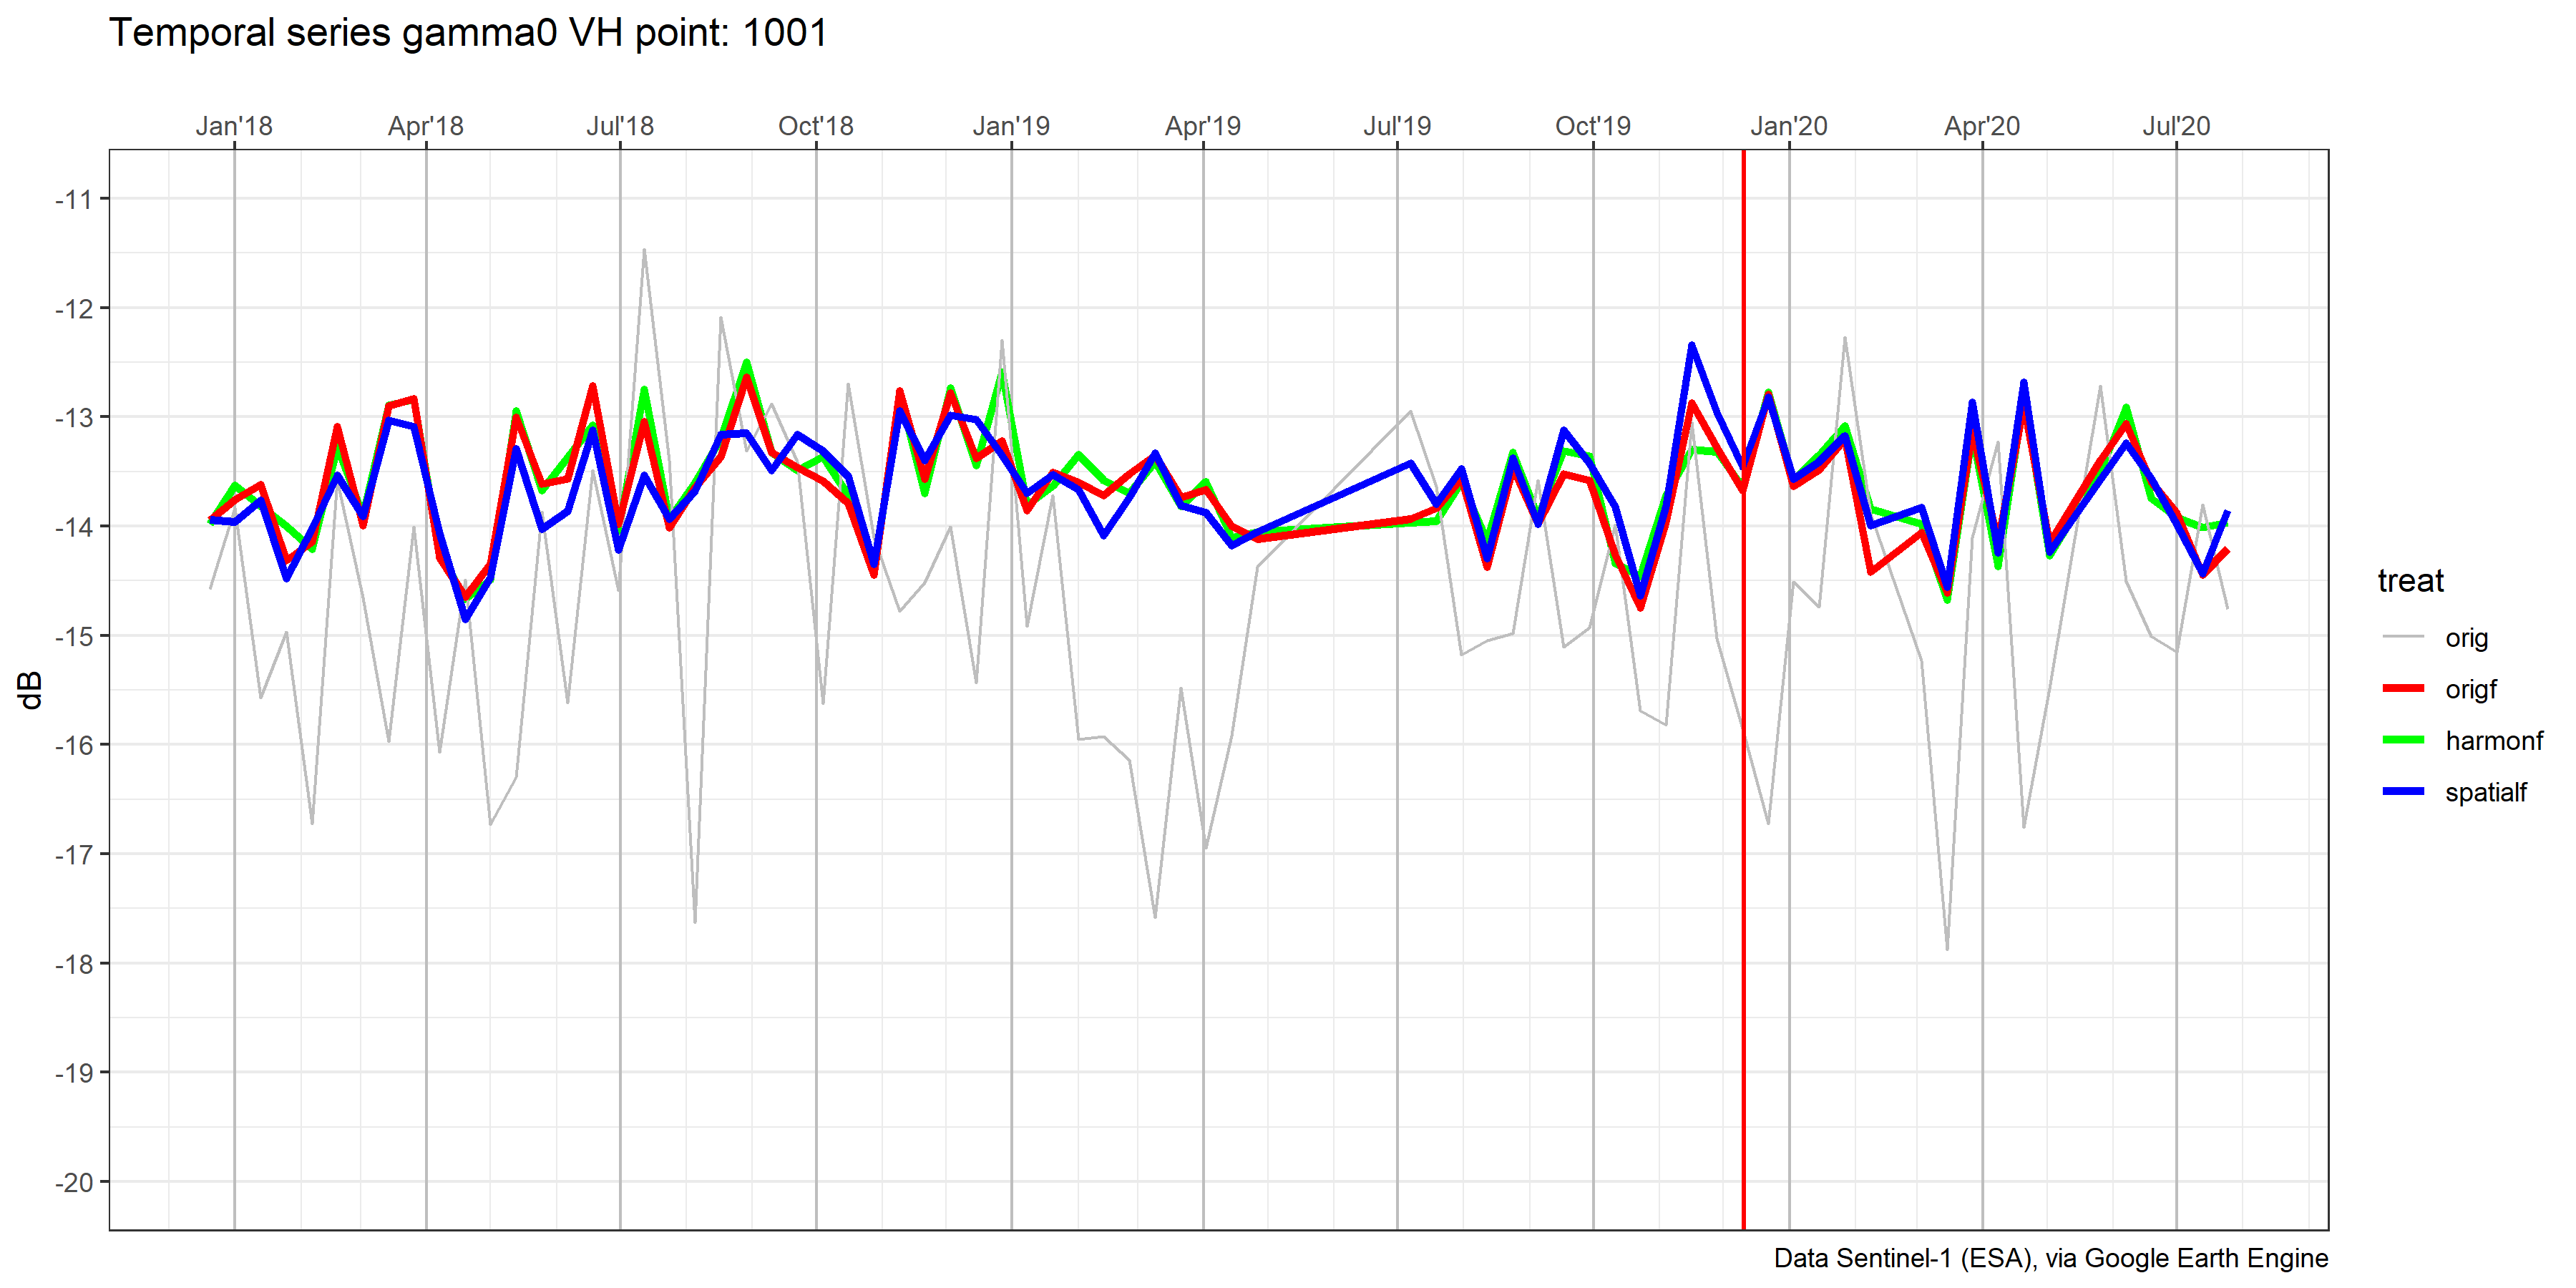 Temporal series gamma0 VH point: 1001
Jan'18 Apr'18 Jul'18 Oct'18 Jan'19 Apr'19 Jul'19 Oct'19 Jan'20 Apr'20 Jul'20
-11
-12
-13
-14
-15
-16
-17
-18
-19
-20
dB
treat
orig
origf
harmonf
spatialf
Data Sentinel-1 (ESA), via Google Earth Engine